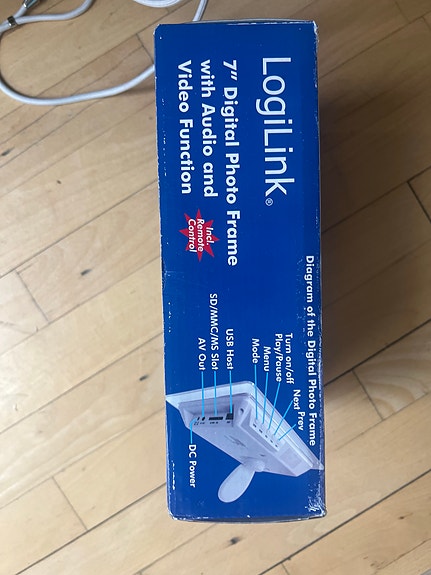 LogiLink®
7" Digital Photo Frame
with Audio and
Video Function
Incl.
Remote
Control
Diagram of the Digital Photo Frame
Prev
Next
Turn on/off
Play/Pause
Menu
Mode
USB Host
SD/MMC/MS Slot
AV Out
DC Power